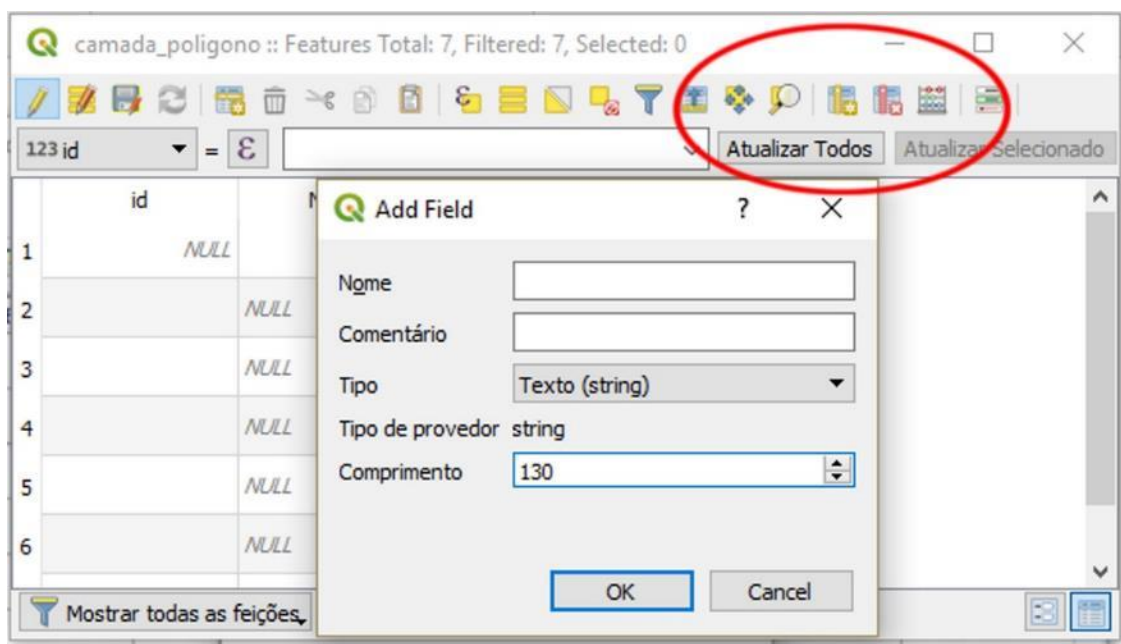 camada_poligono :: Features Total: 7, Filtered: 7, Selected: 0
123 id = ε Atualizar Todos Atualizar Selecionado
id N
Add Field ? ×
1 NULL
Nome
2 NULL
Comentário
3 NULL
Tipo Texto (string)
4 NULL
Tipo de provedor string
5 NULL
Comprimento 130
6 NULL
OK Cancel
Mostrar todas as feições